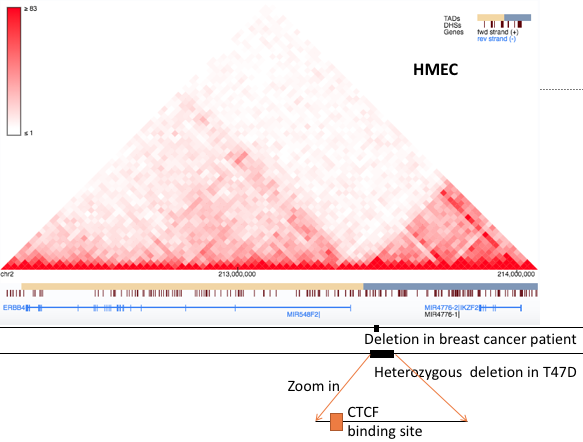 ≥ 83
≤ 1
TADs
DHSs
Genes
fwd strand (+)
rev strand (-)
HMEC
chr2
213,000,000
214,000,000
ERBB4
MIR548F2
MIR4776-2
IKZF2
MIR4776-1
Deletion in breast cancer patient
Heterozygous deletion in T47D
Zoom in
CTCF
binding site